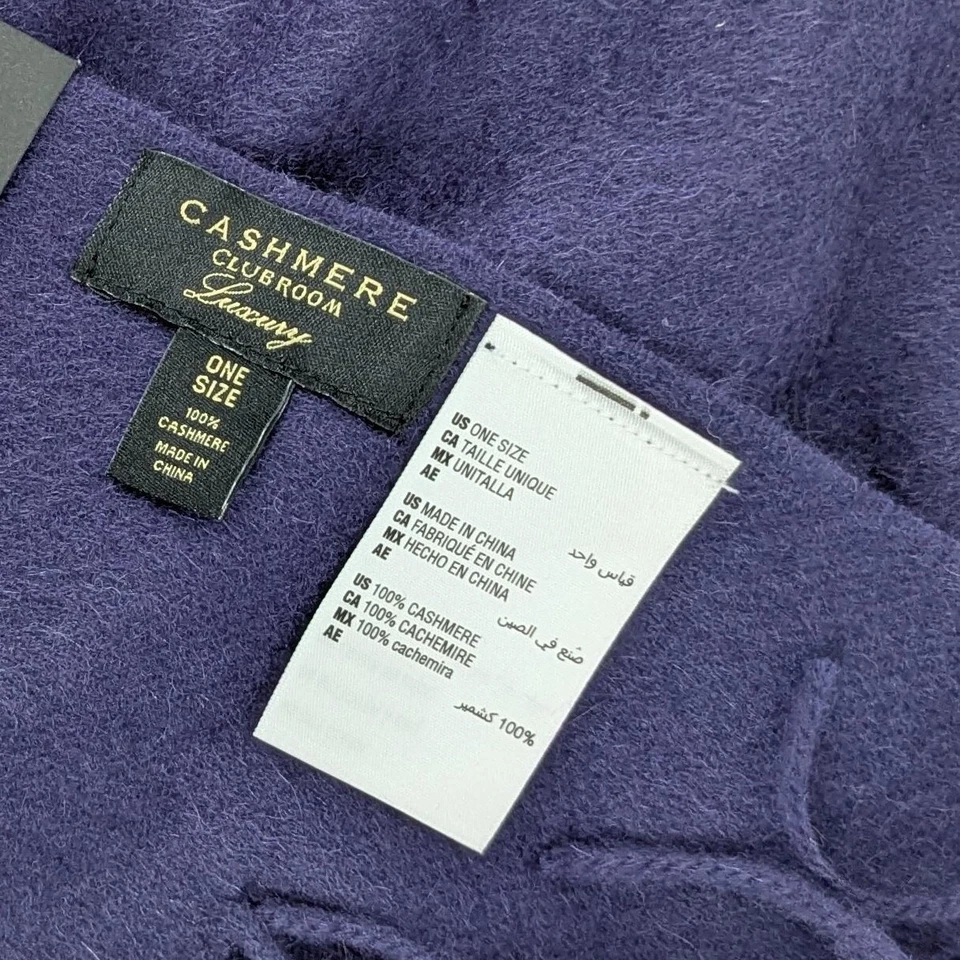 CASHMERE
CLUBROOM
Luxury
ONE
SIZE
100%
CASHMERE
MADE IN
CHINA
US ONE SIZE
CA TAILLE UNIQUE
MX UNITALLA
AE
قياس واحد
US MADE IN CHINA
CA FABRIQUÉ EN CHINE
MX HECHO EN CHINA
AE
صُنع في الصين
US 100% CASHMERE
CA 100% CACHEMIRE
MX 100% cachemira
AE
100% كشمير